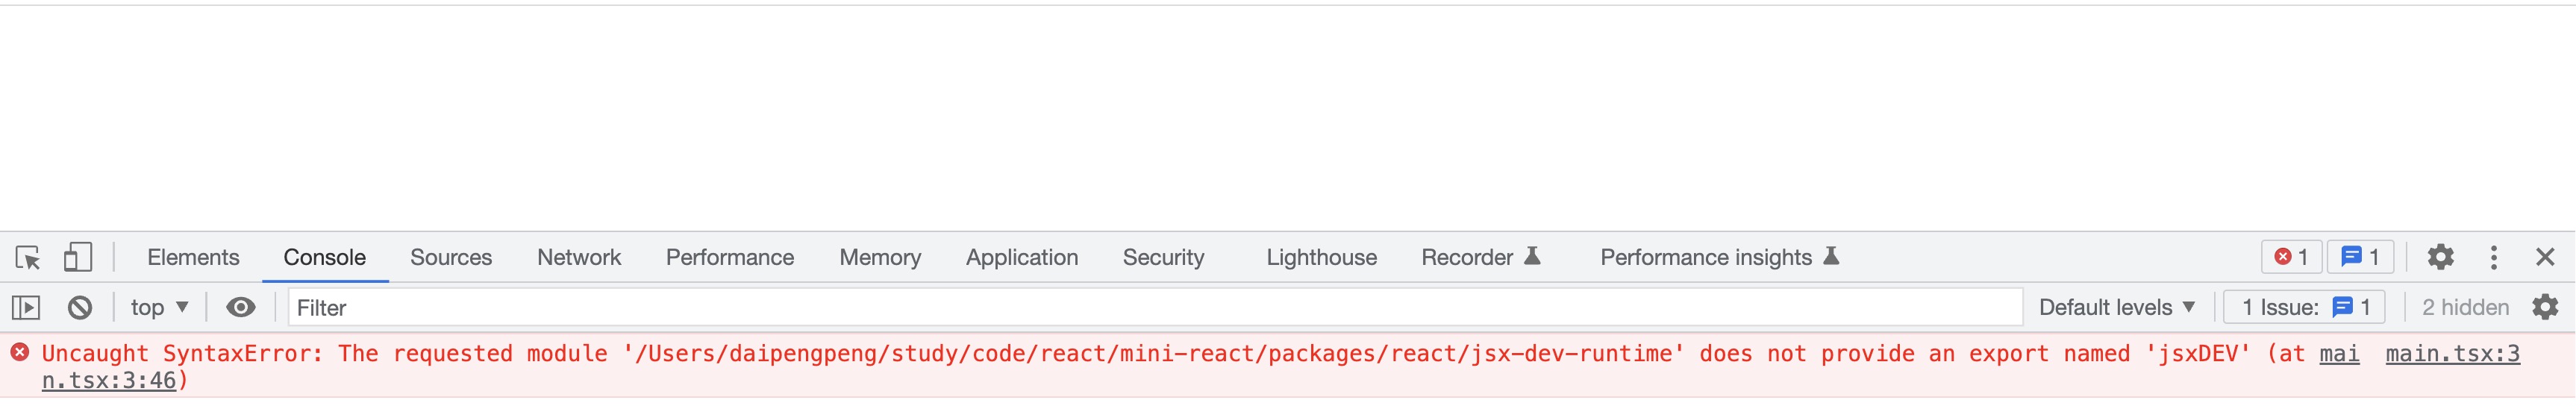 Elements Console Sources Network Performance Memory Application Security Lighthouse Recorder Performance insights 1 1
top Filter Default levels 1 Issue: 1 2 hidden
Uncaught SyntaxError: The requested module '/Users/daipengpeng/study/code/react/mini-react/packages/react/jsx-dev-runtime' does not provide an export named 'jsxDEV' (at mai main.tsx:3
n.tsx:3:46)